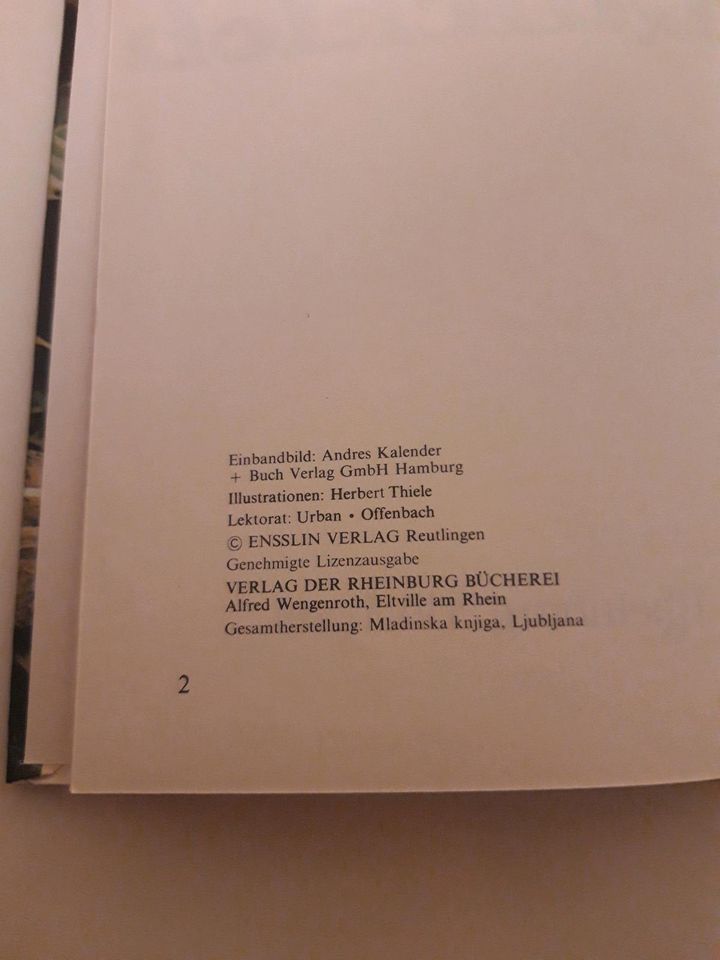 Einbandbild: Andres Kalender
+ Buch Verlag GmbH Hamburg
Illustrationen: Herbert Thiele
Lektorat: Urban • Offenbach
© ENSSLIN VERLAG Reutlingen
Genehmigte Lizenzausgabe
VERLAG DER RHEINBURG BÜCHEREI
Alfred Wengenroth, Eltville am Rhein
Gesamtherstellung: Mladinska knjiga, Ljubljana
2